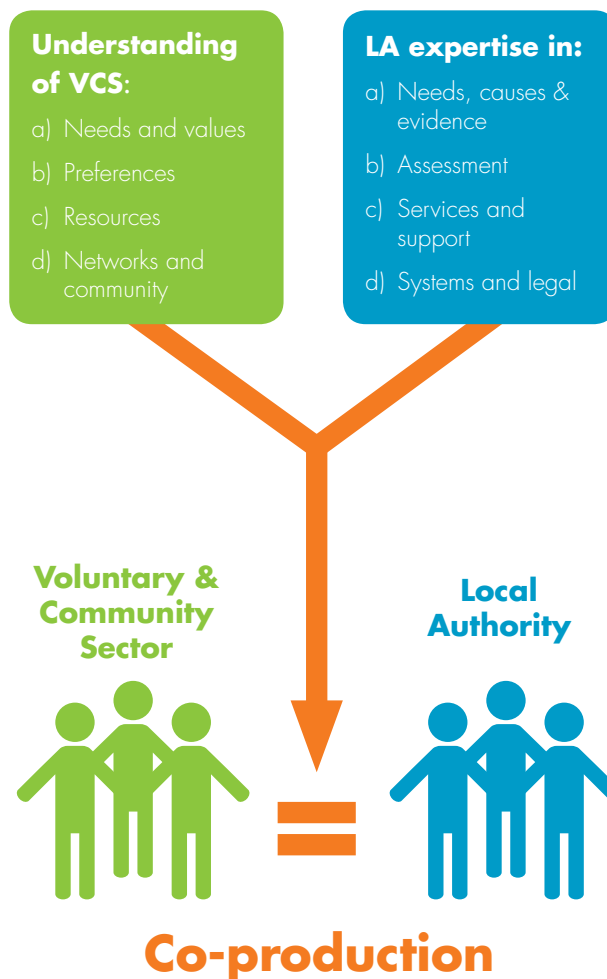 Understanding
of VCS:
a) Needs and values
b) Preferences
c) Resources
d) Networks and
community
LA expertise in:
a) Needs, causes &
evidence
b) Assessment
c) Services and
support
d) Systems and legal
Voluntary &
Community
Sector
Local
Authority
=
Co-production